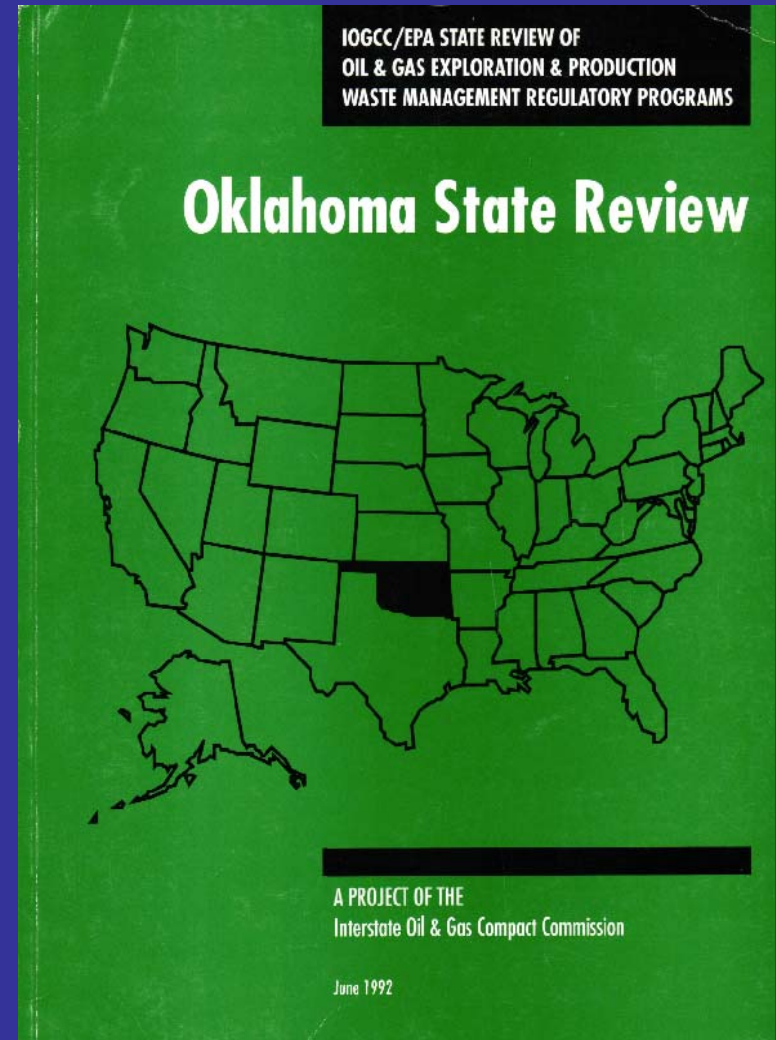 IOGCC/EPA STATE REVIEW OF
OIL & GAS EXPLORATION & PRODUCTION
WASTE MANAGEMENT REGULATORY PROGRAMS
Oklahoma State Review
A PROJECT OF THE
Interstate Oil & Gas Compact Commission
June 1992